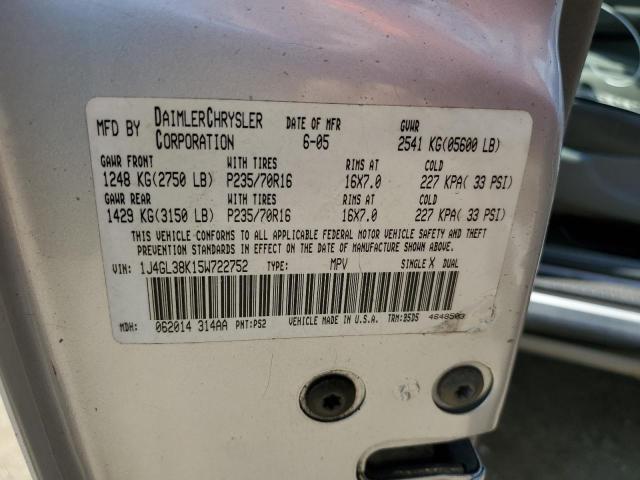 MFD BY DAIMLERCHRYSLER CORPORATION DATE OF MFR 6-05 GVWR 2541 KG(05600 LB)
GAWR FRONT WITH TIRES RIMS AT COLD
1248 KG(2750 LB) P235/70R16 16X7.0 227 KPA( 33 PSI)
GAWR REAR WITH TIRES RIMS AT COLD
1429 KG(3150 LB) P235/70R16 16X7.0 227 KPA( 33 PSI)
THIS VEHICLE CONFORMS TO ALL APPLICABLE FEDERAL MOTOR VEHICLE SAFETY AND THEFT
PREVENTION STANDARDS IN EFFECT ON THE DATE OF MANUFACTURE SHOWN ABOVE.
VIN: 1J4GL38K15W722752 TYPE: MPV SINGLE X DUAL
MDH: 062014 314AA PNT:PS2 VEHICLE MADE IN U.S.A. TRM:B5D5 4648503